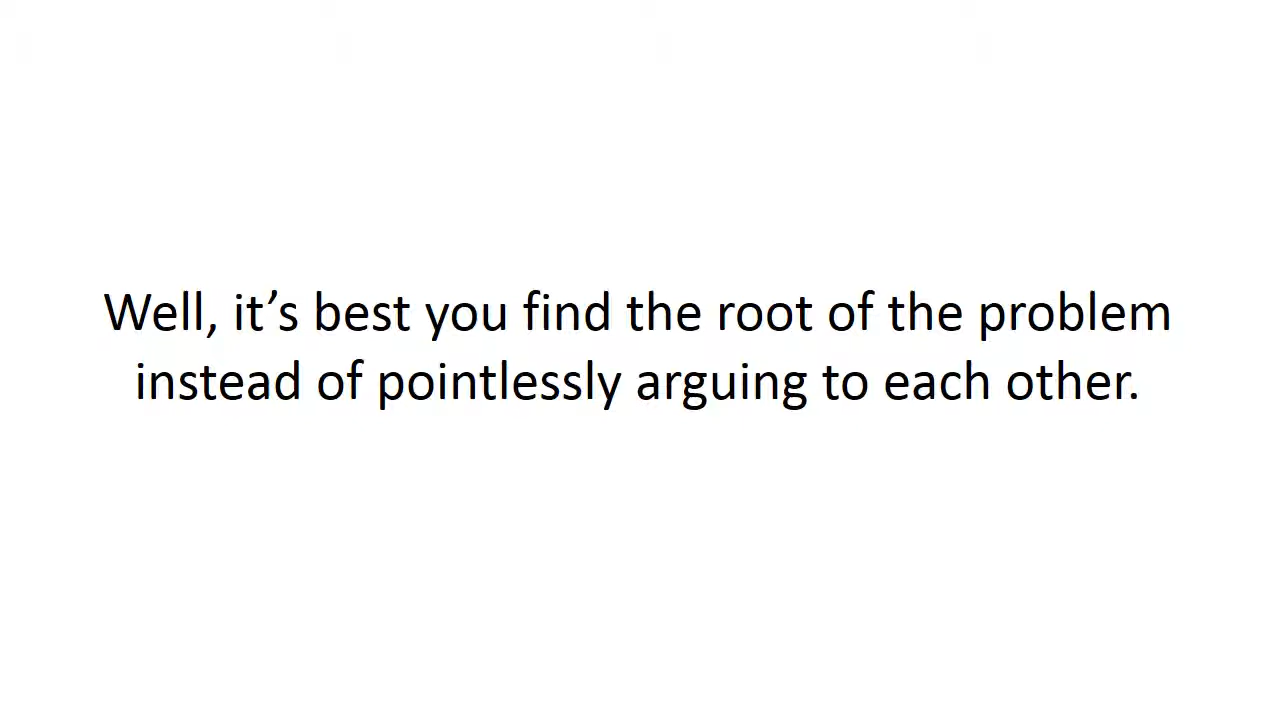 Well, it’s best you find the root of the problem
instead of pointlessly arguing to each other.